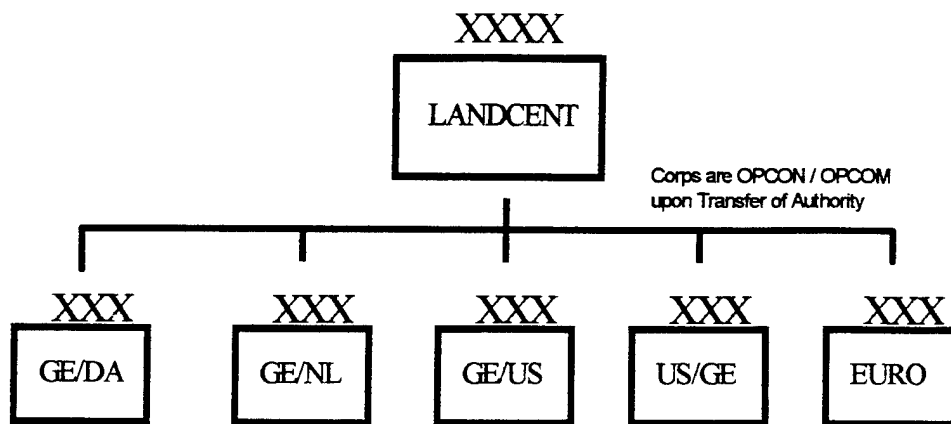 XXXX
LANDCENT
Corps are OPCON / OPCOM
upon Transfer of Authority
XXX XXX XXX XXX XXX
GE/DA GE/NL GE/US US/GE EURO